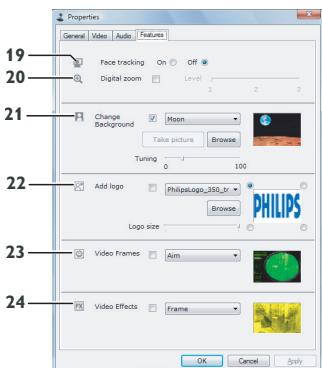 Properties
General Video Audio Features
19 Face tracking On Off
20 Digital zoom Level
1 2 3
21 Change Background Moon
Take picture Browse
Tuning
0 100
22 Add logo PhilipsLogo_350_tr
Browse
PHILIPS
Logo size
23 Video Frames Aim
24 FX Video Effects Frame
OK Cancel Apply